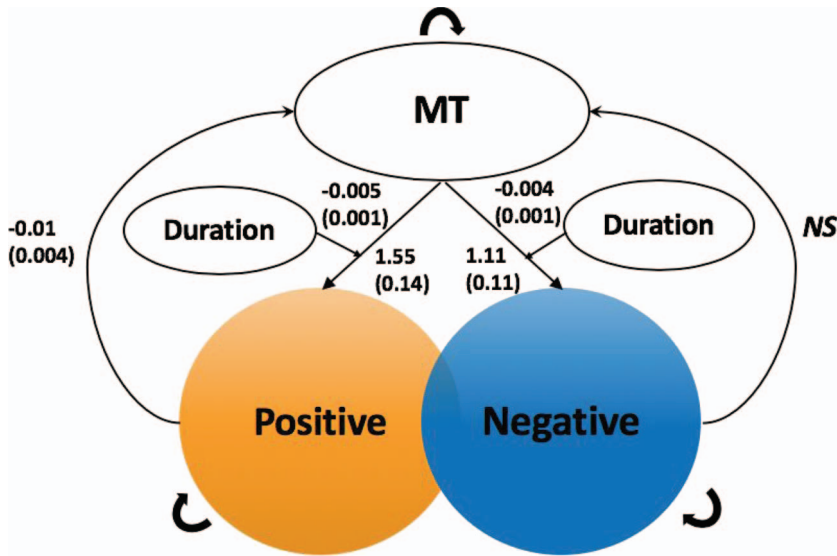 MT
-0.005
(0.001)
-0.004
(0.001)
-0.01
(0.004)
Duration
Duration
NS
1.55
(0.14)
1.11
(0.11)
Positive
Negative